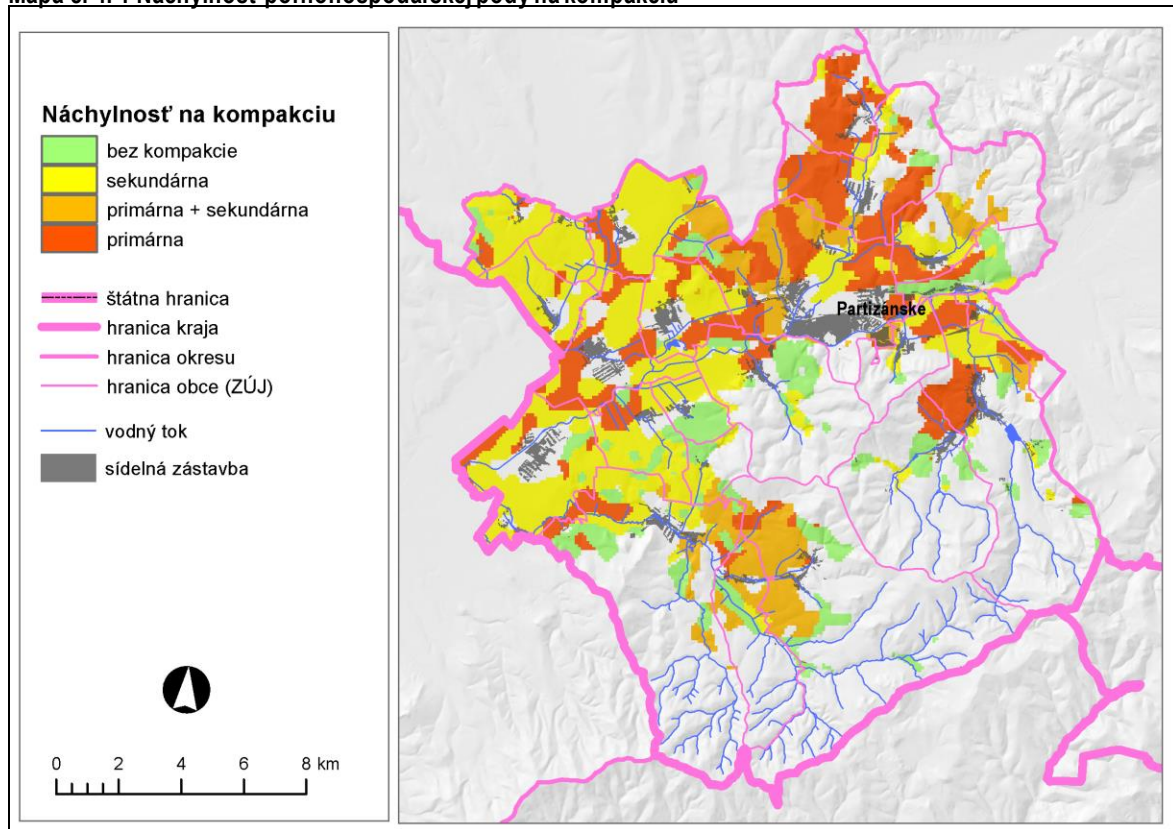 Náchylnosť na kompakciu
bez kompakcie
sekundárna
primárna + sekundárna
primárna
štátna hranica
hranica kraja
hranica okresu
hranica obce (ZÚJ)
vodný tok
sídelná zástavba
0 2 4 6 8 km
Partizánske